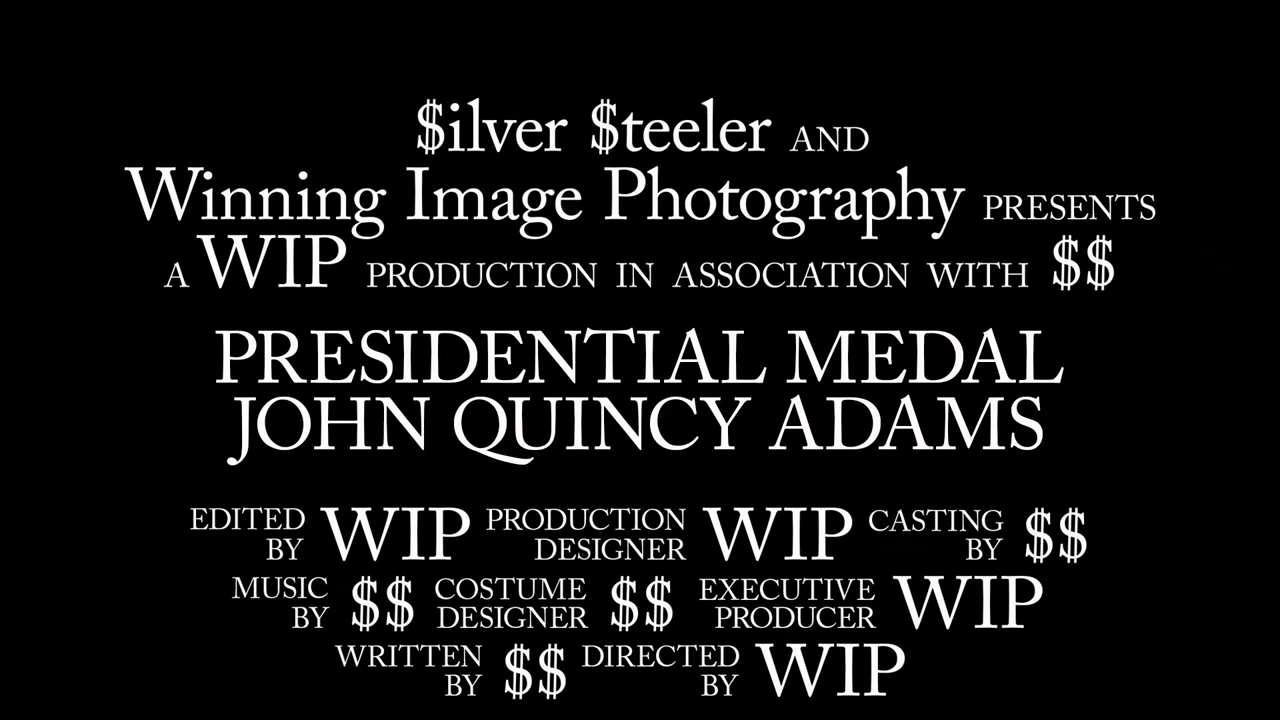 $ilver $teeler AND
Winning Image Photography PRESENTS
A WIP PRODUCTION IN ASSOCIATION WITH $$
PRESIDENTIAL MEDAL
JOHN QUINCY ADAMS
EDITED BY WIP PRODUCTION DESIGNER WIP CASTING BY $$
MUSIC BY $$ COSTUME DESIGNER $$ EXECUTIVE PRODUCER WIP
WRITTEN BY $$ DIRECTED BY WIP